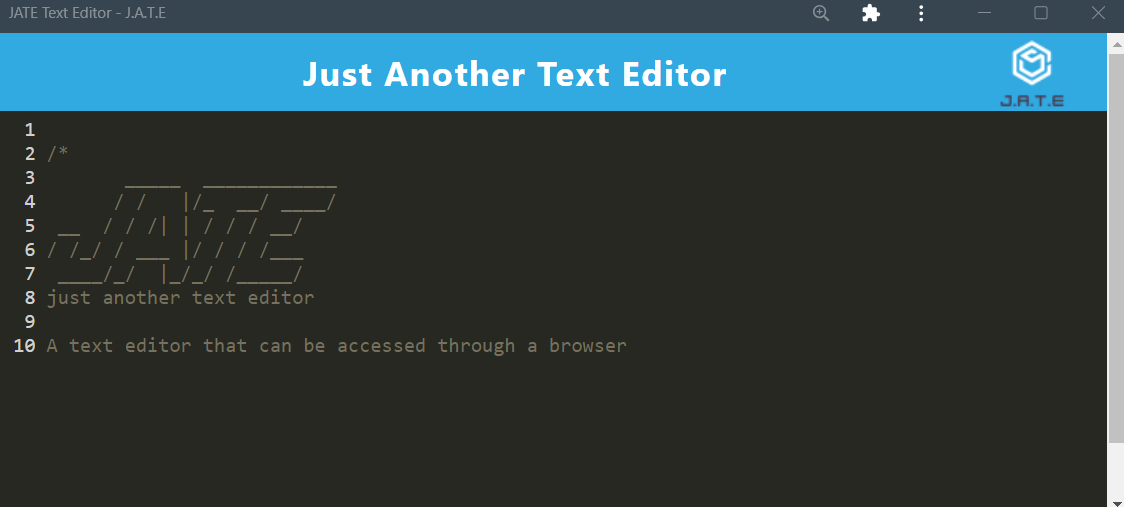 JATE Text Editor - J.A.T.E
Just Another Text Editor
J.A.T.E
1
2 /*
3        _____  ____________
4       / /   |/_  __/ ____/
5  __  / / /| | / / / __/
6 / /_/ / ___ |/ / / /___
7  ____/_/  |_/_/ /_____/
8 just another text editor
9
10 A text editor that can be accessed through a browser